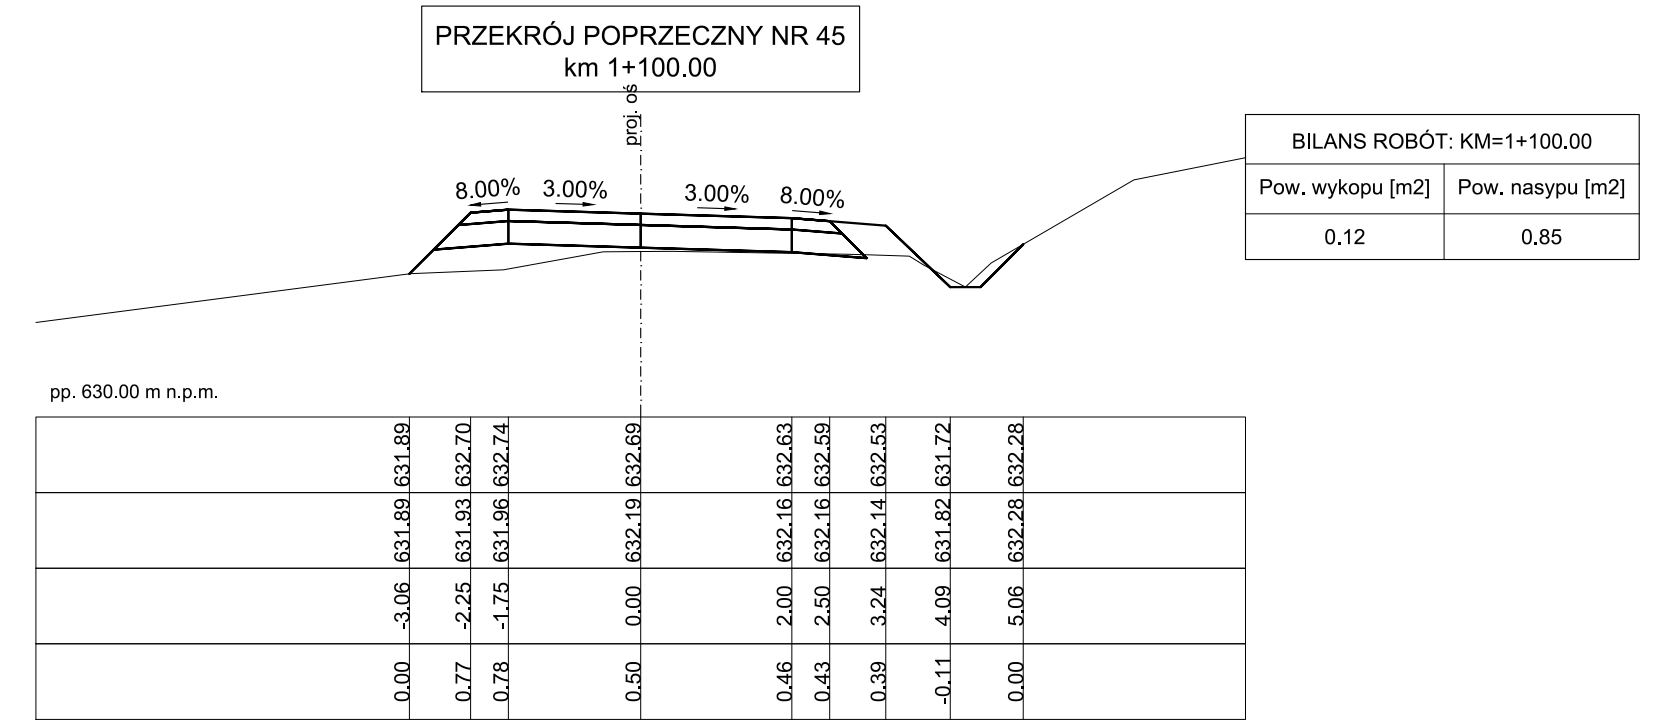 PRZEKRÓJ POPRZECZNY NR 45
km 1+100.00
proj. oś
BILANS ROBÓT: KM=1+100.00
Pow. wykopu [m2] Pow. nasypu [m2]
0.12 0.85
8.00% 3.00% 3.00% 8.00%
pp. 630.00 m n.p.m.
631.89 632.70 632.74 632.69 632.63 632.59 632.53 631.72 632.28
631.89 631.93 631.96 632.19 632.16 632.16 632.14 631.82 632.28
-3.06 -2.25 -1.75 0.00 2.00 2.50 3.24 4.09 5.06
0.00 0.77 0.78 0.50 0.46 0.43 0.39 -0.11 0.00